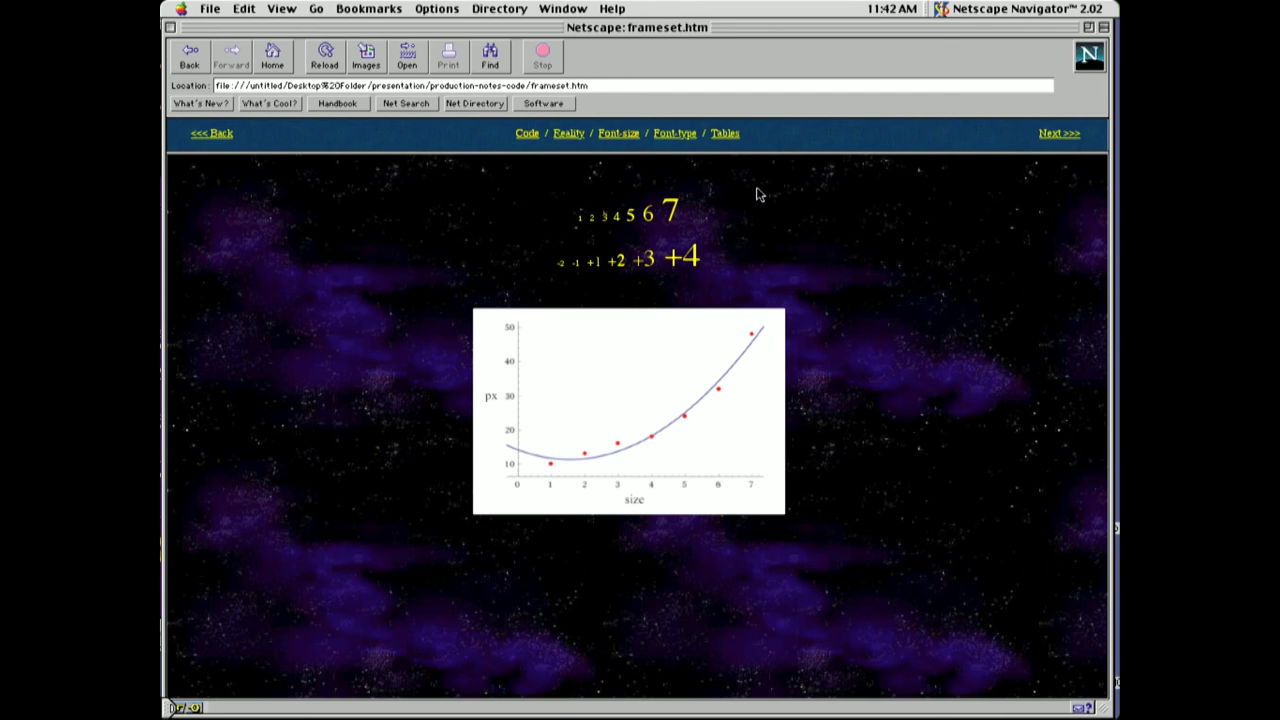 File Edit View Go Bookmarks Options Directory Window Help 11:42 AM Netscape Navigator™ 2.02
Netscape: frameset.htm
Back Forward Home Reload Images Open Print Find Stop
N
Location: file:///untitled/Desktop%20Folder/presentation/production-notes-code/frameset.htm
What's New? What's Cool? Handbook Net Search Net Directory Software
<<< Back Code / Reality / Font-size / Font-type / Tables Next >>>
1 2 3 4 5 6 7
-2 -1 +1 +2 +3 +4
50
40
px 30
20
10
0 1 2 3 4 5 6 7
size